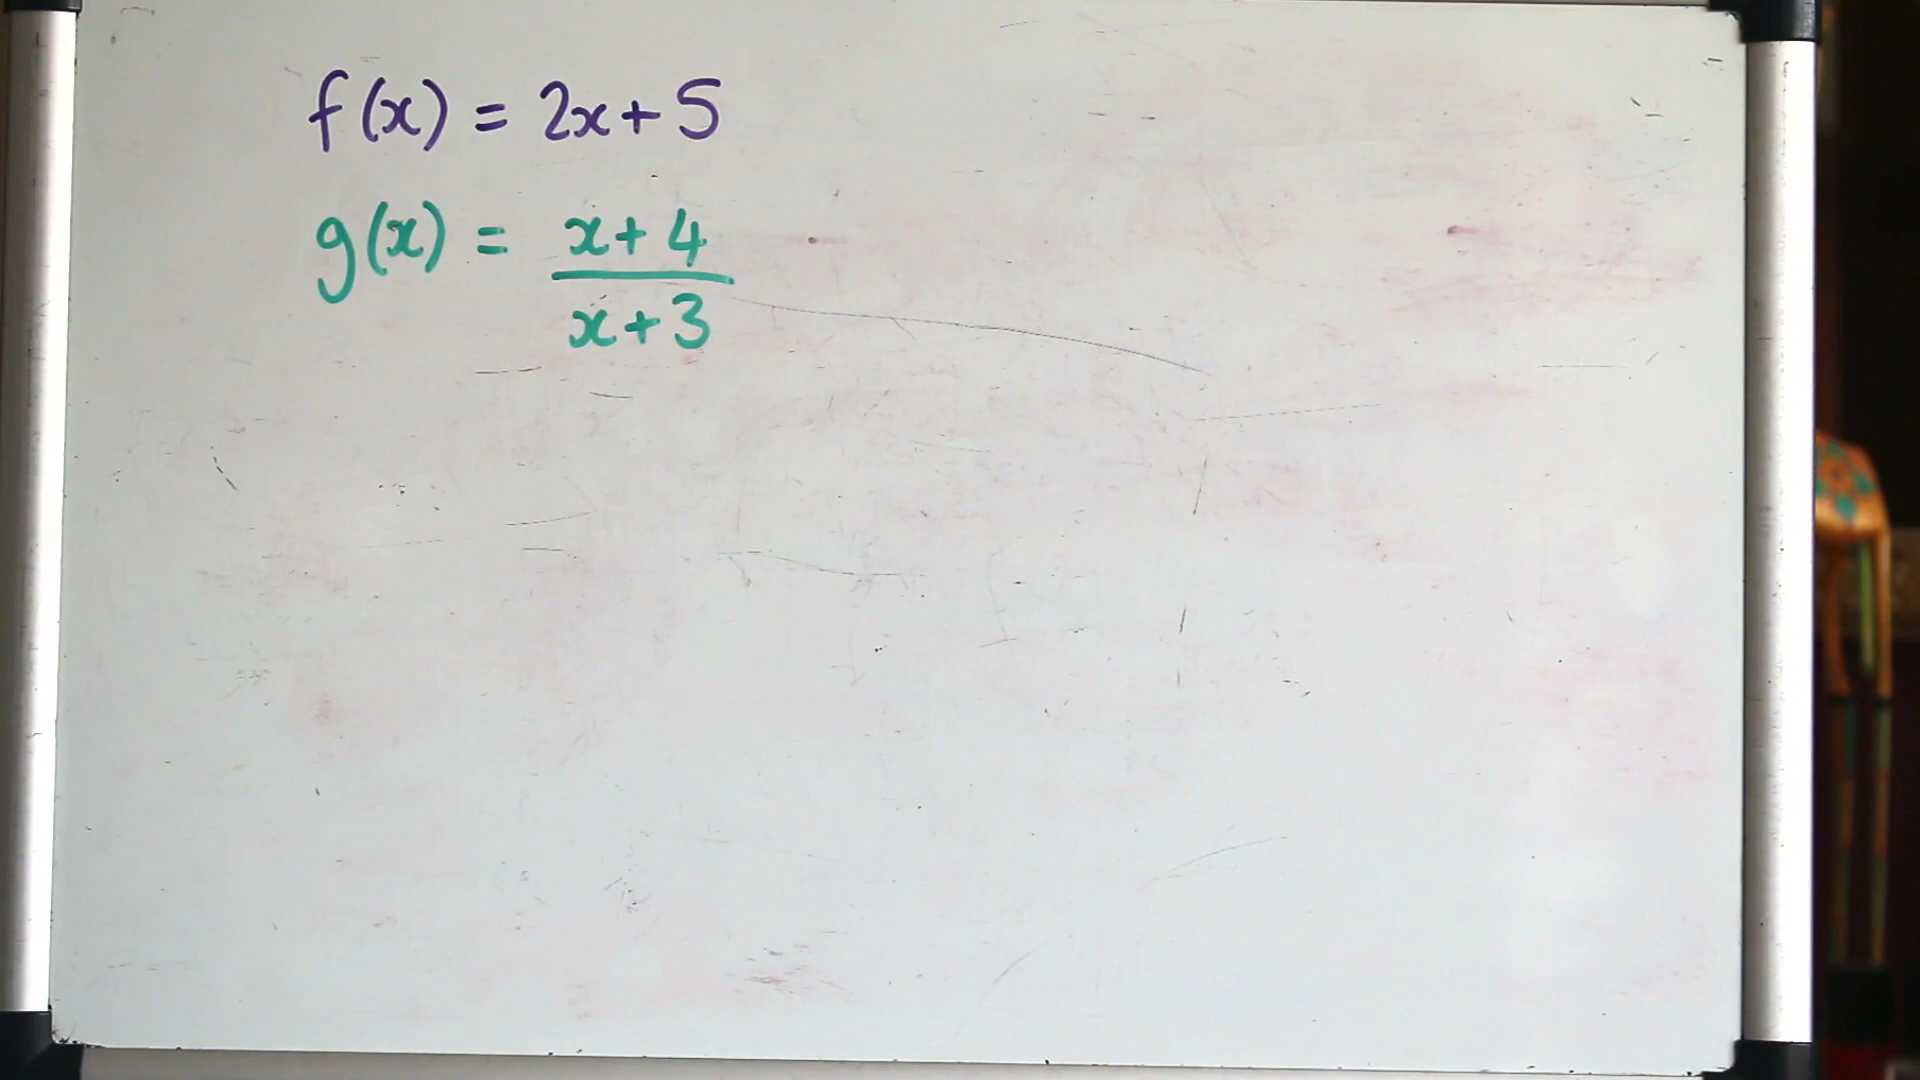 f(x) = 2x+5
g(x) = x+4
x+3